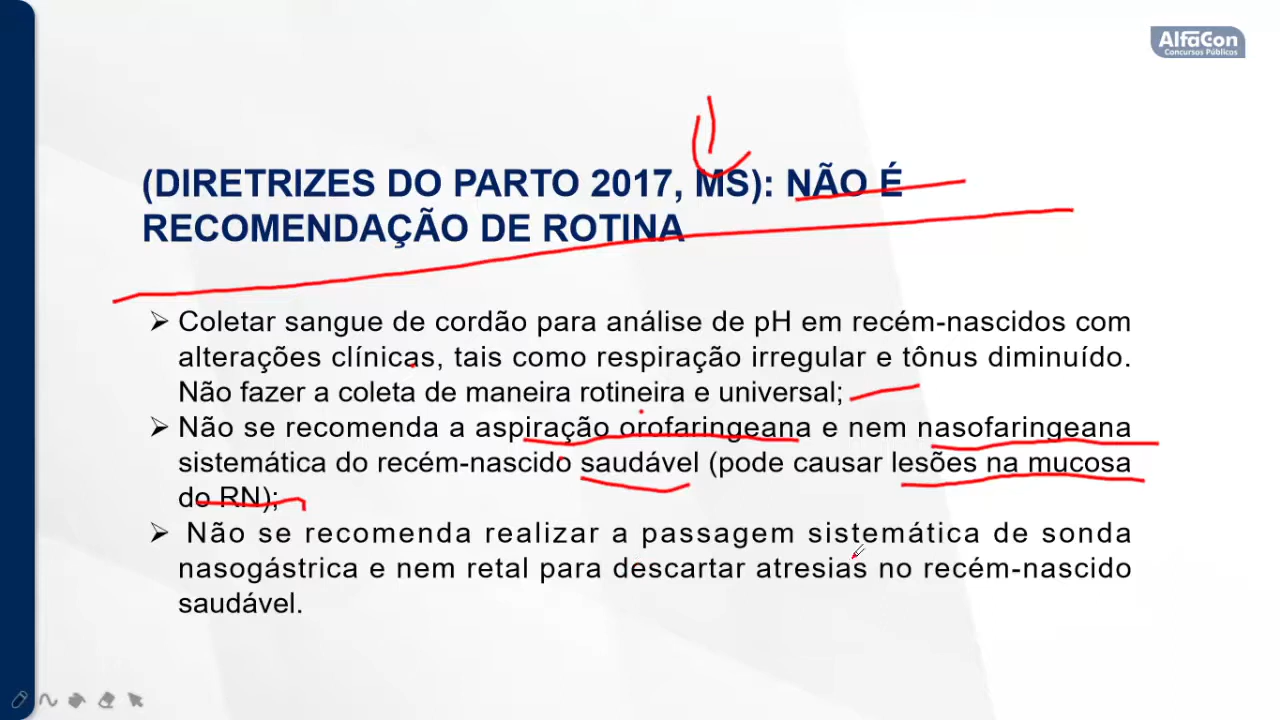 AlfaCon
Concursos Públicos
(DIRETRIZES DO PARTO 2017, MS): NÃO É
RECOMENDAÇÃO DE ROTINA
➢ Coletar sangue de cordão para análise de pH em recém-nascidos com
alterações clínicas, tais como respiração irregular e tônus diminuído.
Não fazer a coleta de maneira rotineira e universal;
➢ Não se recomenda a aspiração orofaringeana e nem nasofaringeana
sistemática do recém-nascido saudável (pode causar lesões na mucosa
do RN);
➢ Não se recomenda realizar a passagem sistemática de sonda
nasogástrica e nem retal para descartar atresias no recém-nascido
saudável.